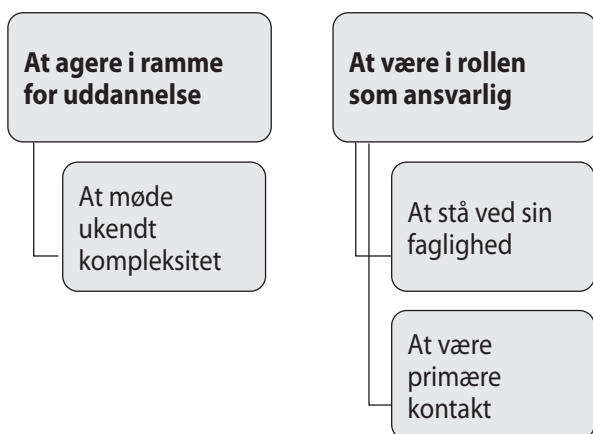 At agere i ramme
for uddannelse
At møde
ukendt
kompleksitet
At være i rollen
som ansvarlig
At stå ved sin
faglighed
At være
primære
kontakt